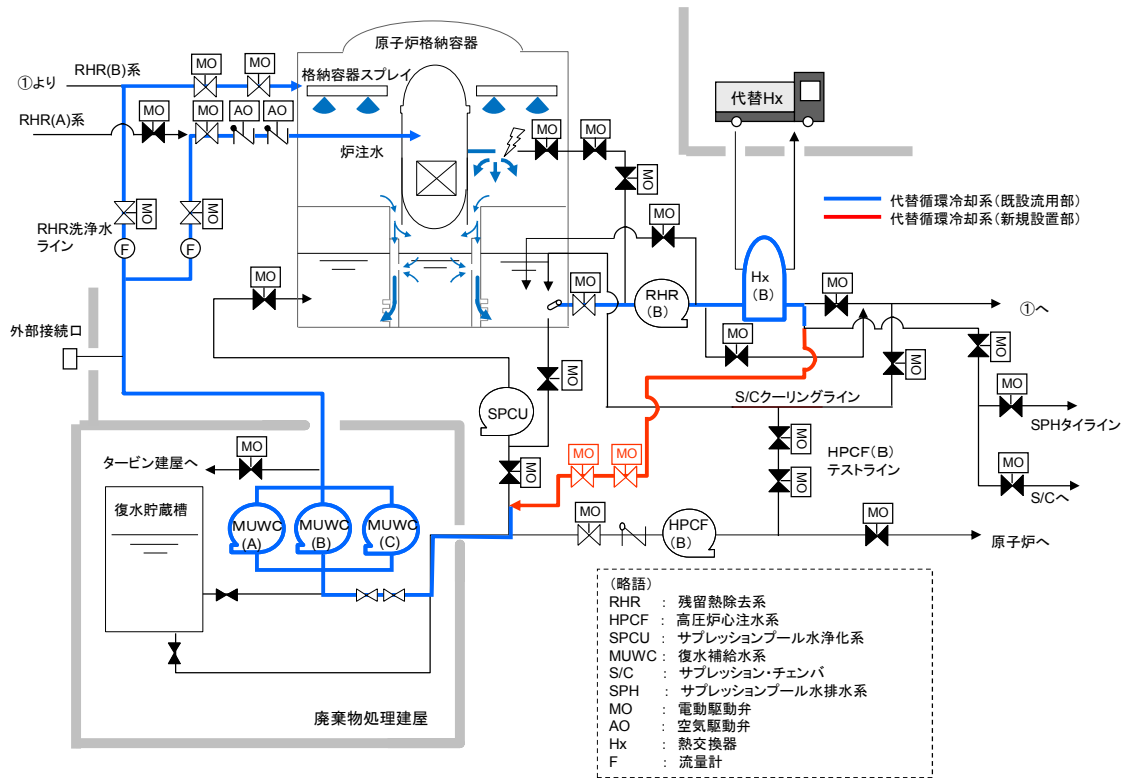 原子炉格納容器
RHR(B)系
MO
MO
①より
格納容器スプレイ
代替Hx
RHR(A)系
MO
MO
AO
AO
炉注水
MO
MO
MO
代替循環冷却系(既設流用部)
代替循環冷却系(新規設置部)
MO
MO
RHR洗浄水
ライン
F
F
MO
MO
MO
RHR
(B)
Hx
(B)
MO
①へ
外部接続口
MO
MO
MO
MO
SPCU
S/Cクーリングライン
MO
SPHタイライン
MO
HPCF(B)
テストライン
MO
MO
タービン建屋へ
MO
MO
MO
MO
MO
S/Cへ
復水貯蔵槽
MUWC
(A)
MUWC
(B)
MUWC
(C)
MO
HPCF
(B)
MO
原子炉へ
廃棄物処理建屋
(略語)
RHR : 残留熱除去系
HPCF : 高圧炉心注水系
SPCU : サプレッションプール水浄化系
MUWC : 復水補給水系
S/C : サプレッション・チェンバ
SPH : サプレッションプール水排水系
MO : 電動駆動弁
AO : 空気駆動弁
Hx : 熱交換器
F : 流量計